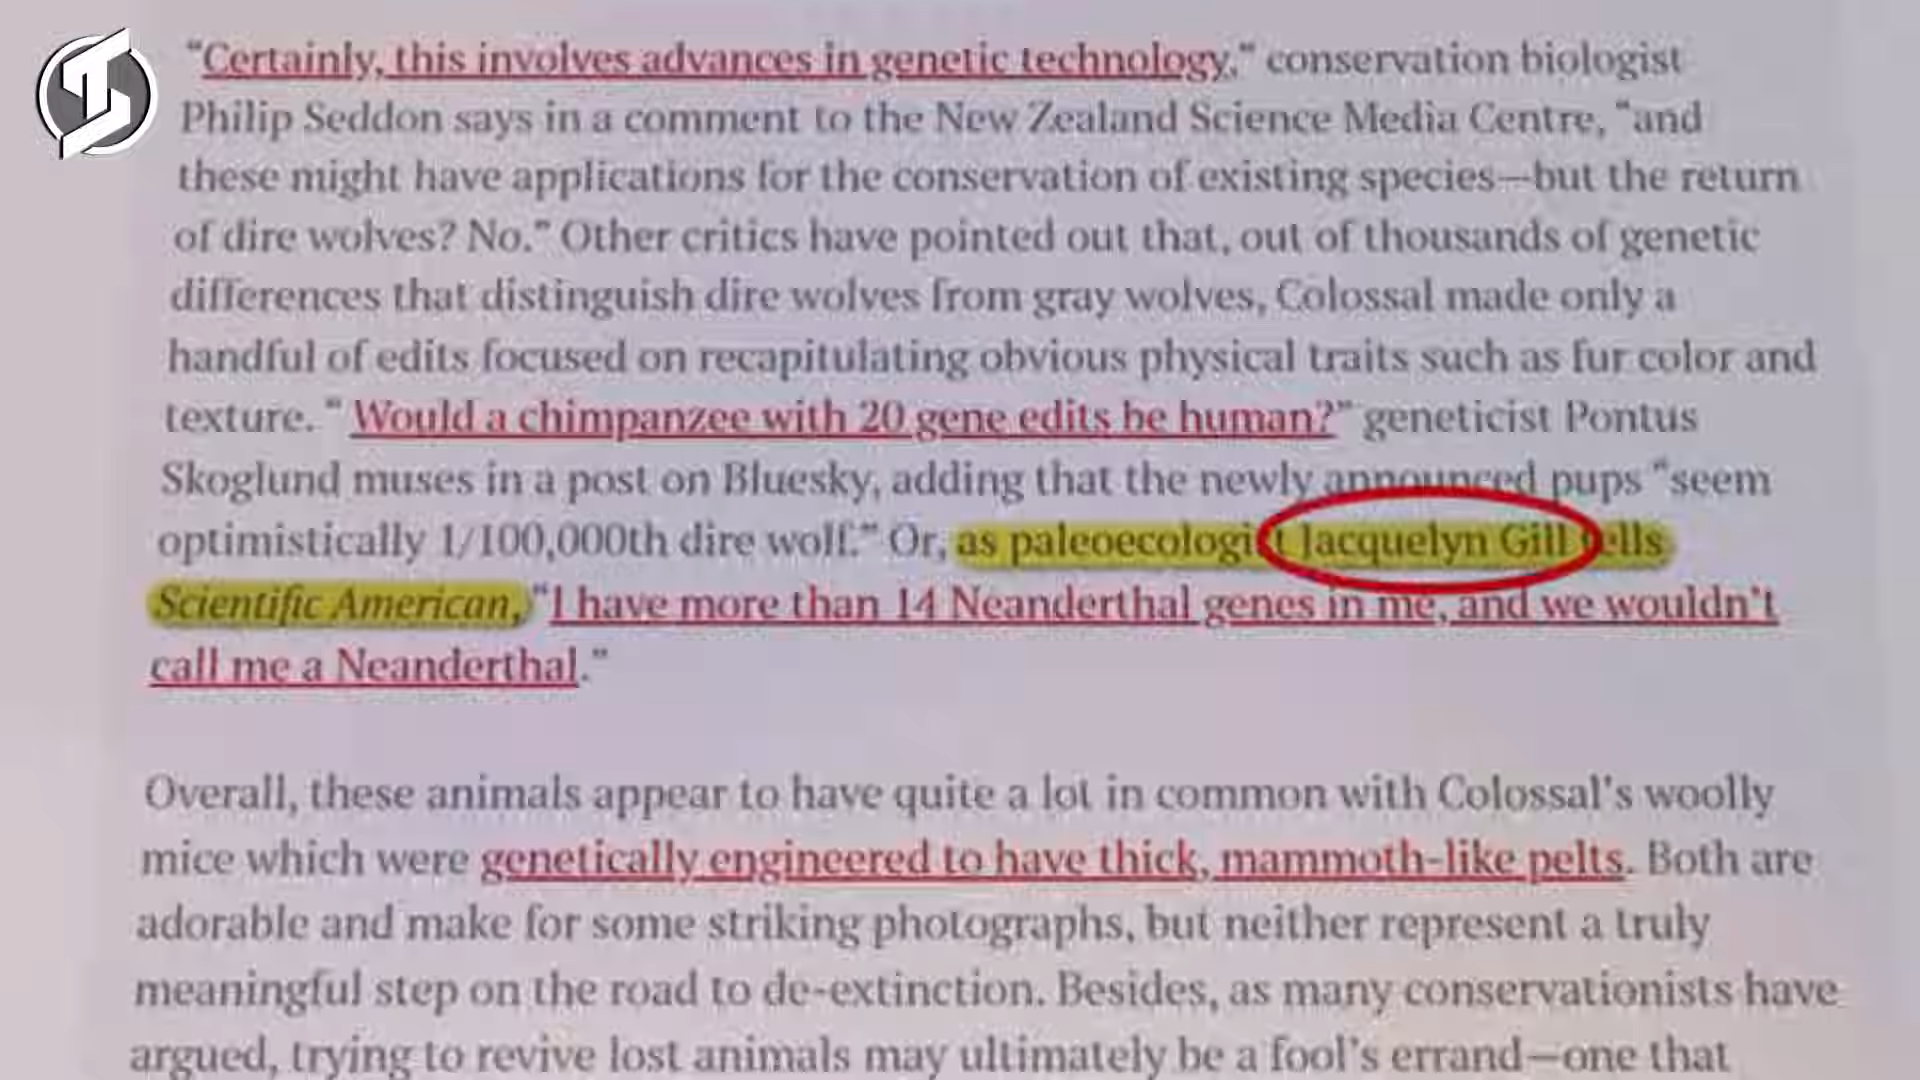 “Certainly, this involves advances in genetic technology,” conservation biologist
Philip Seddon says in a comment to the New Zealand Science Media Centre, “and
these might have applications for the conservation of existing species—but the return
of dire wolves? No.” Other critics have pointed out that, out of thousands of genetic
differences that distinguish dire wolves from gray wolves, Colossal made only a
handful of edits focused on recapitulating obvious physical traits such as fur color and
texture. “Would a chimpanzee with 20 gene edits be human?” geneticist Pontus
Skoglund muses in a post on Bluesky, adding that the newly announced pups “seem
optimistically 1/100,000th dire wolf.” Or, as paleoecologist Jacquelyn Gill tells
Scientific American, “I have more than 14 Neanderthal genes in me, and we wouldn’t
call me a Neanderthal.”
Overall, these animals appear to have quite a lot in common with Colossal’s woolly
mice which were genetically engineered to have thick, mammoth-like pelts. Both are
adorable and make for some striking photographs, but neither represent a truly
meaningful step on the road to de-extinction. Besides, as many conservationists have
argued, trying to revive lost animals may ultimately be a fool’s errand—one that